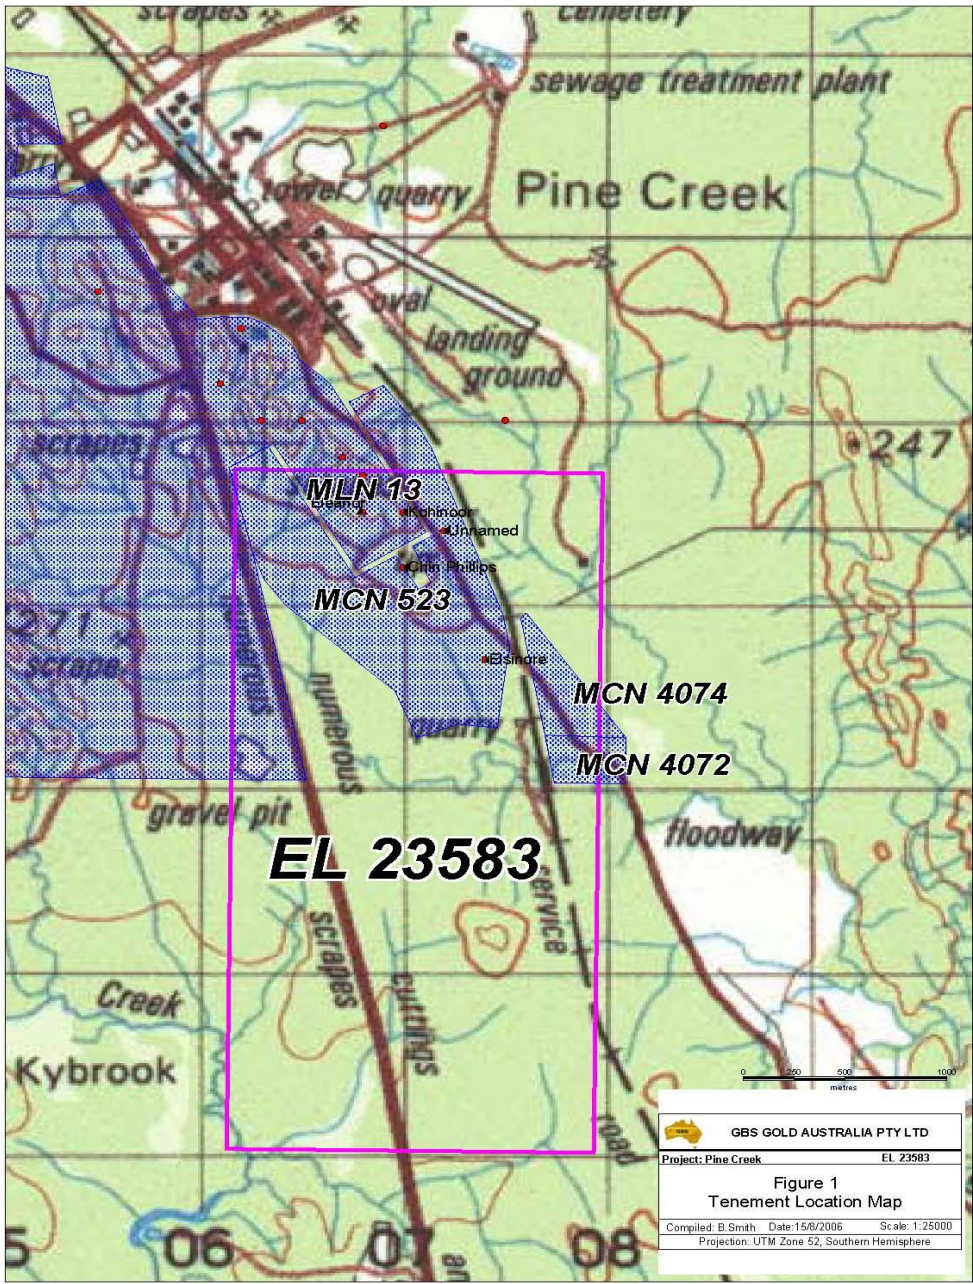 scrapes
cemetery
sewage treatment plant
tower
quarry
Pine Creek
oval
landing
ground
247
scrapes
MLN 13
Eleanor
Kohinoor
Unnamed
Chin Phillips
MCN 523
271
scrape
numerous
numerous
Elsinore
MCN 4074
quarry
MCN 4072
gravel pit
floodway
EL 23583
service
scrapes
cuttings
Creek
Kybrook
road
0 250 500 1000
metres
GBS
GBS GOLD AUSTRALIA PTY LTD
Project: Pine Creek EL 23583
Figure 1
Tenement Location Map
Compiled: B.Smith Date:15/8/2006 Scale: 1:25000
Projection: UTM Zone 52, Southern Hemisphere
5 06 07 08